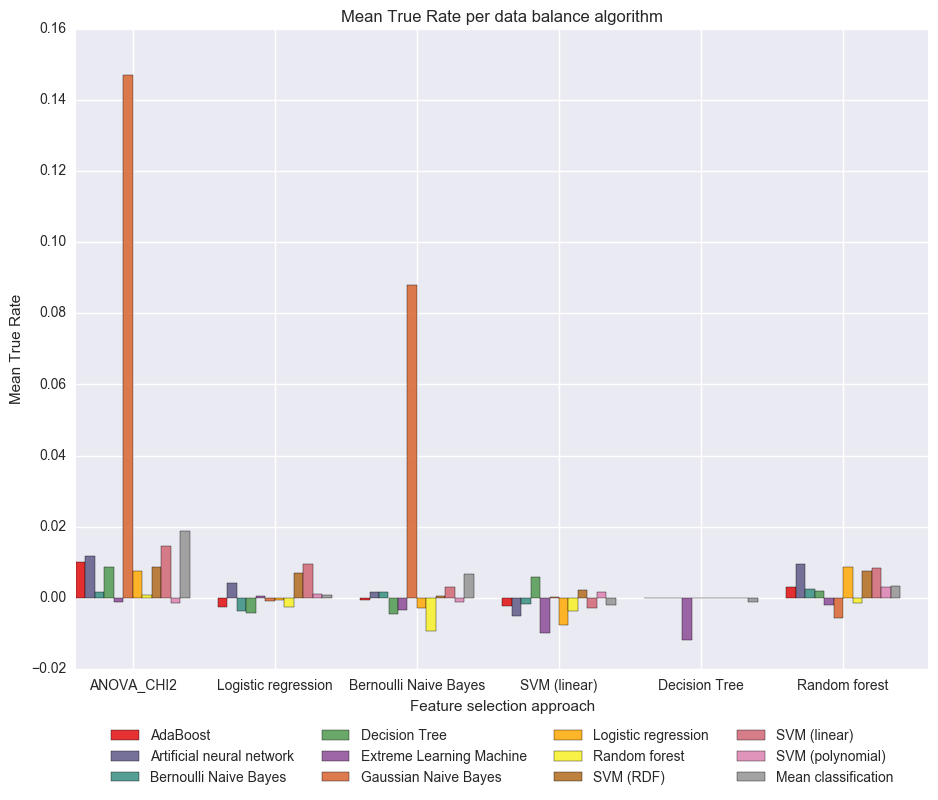 Mean True Rate per data balance algorithm
0.16
0.14
0.12
0.10
0.08
0.06
0.04
0.02
0.00
−0.02
Mean True Rate
ANOVA_CHI2 Logistic regression Bernoulli Naive Bayes SVM (linear) Decision Tree Random forest
Feature selection approach
AdaBoost Decision Tree Logistic regression SVM (linear)
Artificial neural network Extreme Learning Machine Random forest SVM (polynomial)
Bernoulli Naive Bayes Gaussian Naive Bayes SVM (RDF) Mean classification